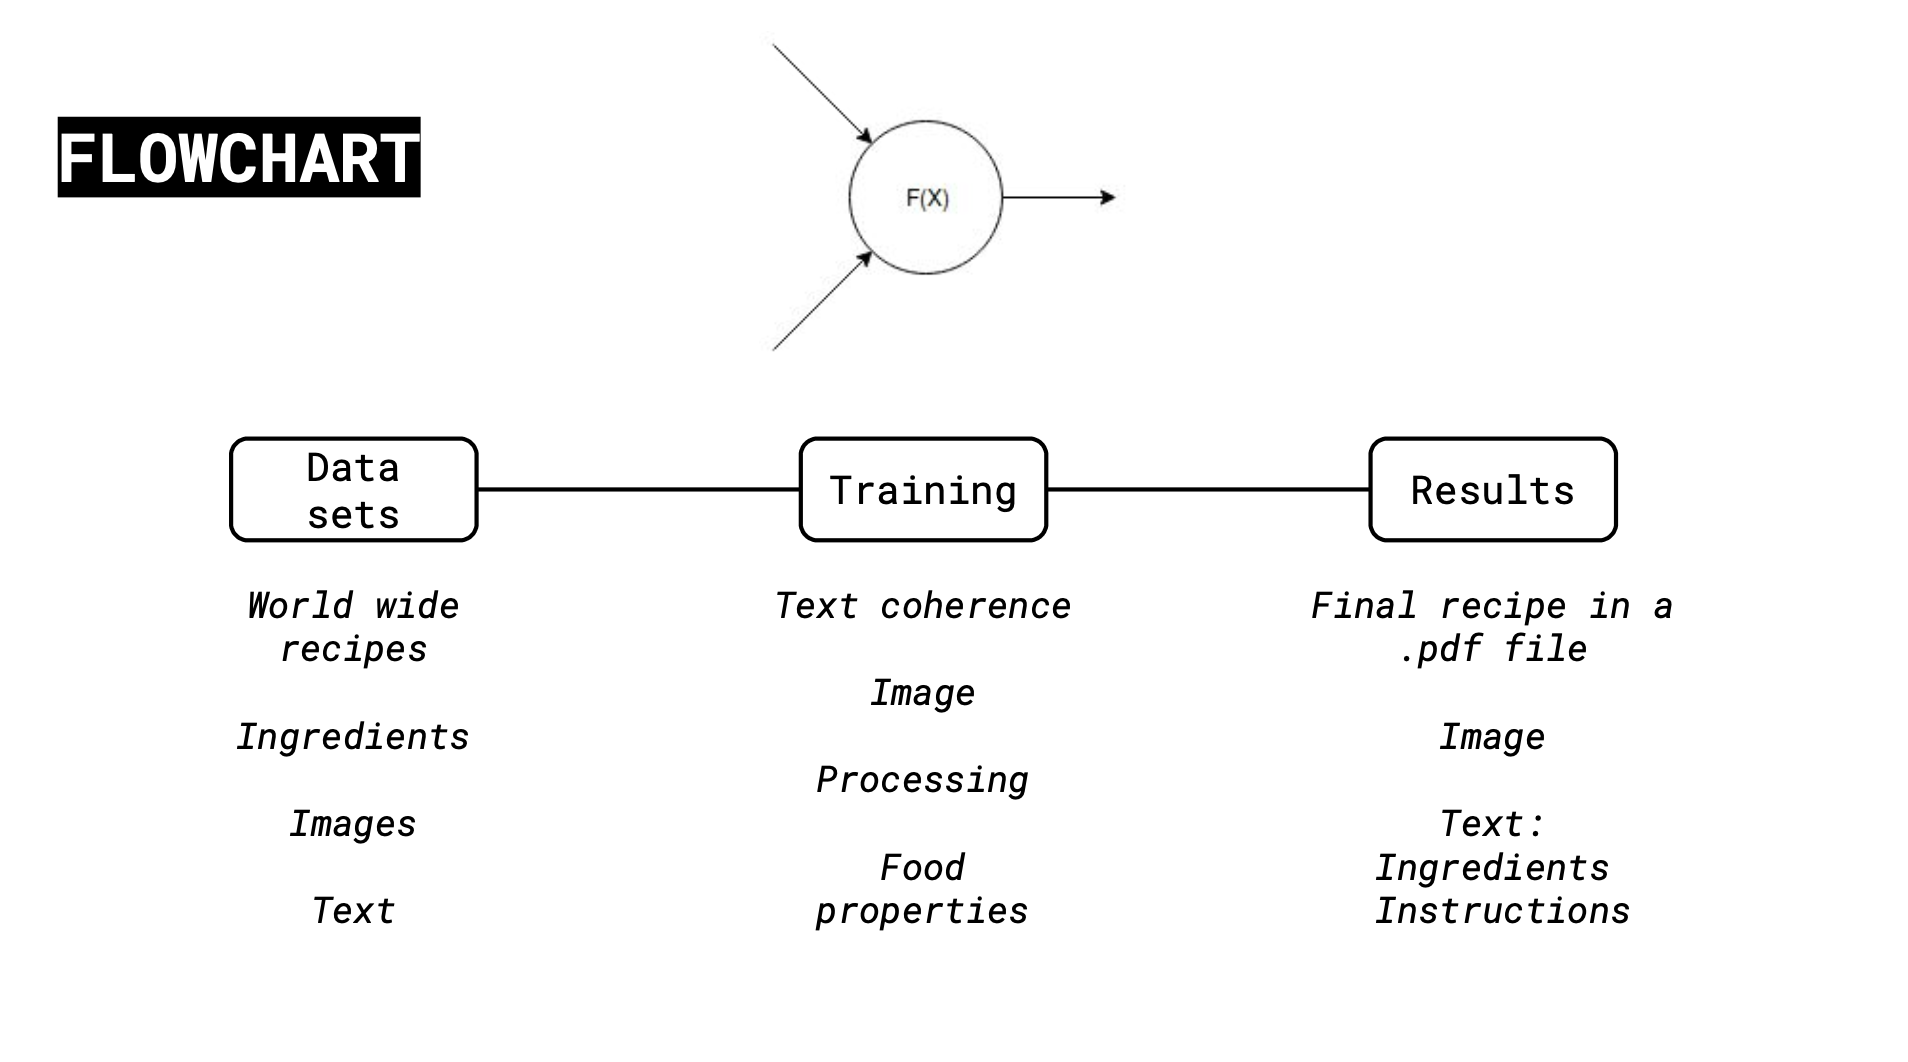 FLOWCHART
F(X)
Data
sets
Training
Results
World wide
recipes
Ingredients
Images
Text
Text coherence
Image
Processing
Food
properties
Final recipe in a
.pdf file
Image
Text:
Ingredients
Instructions